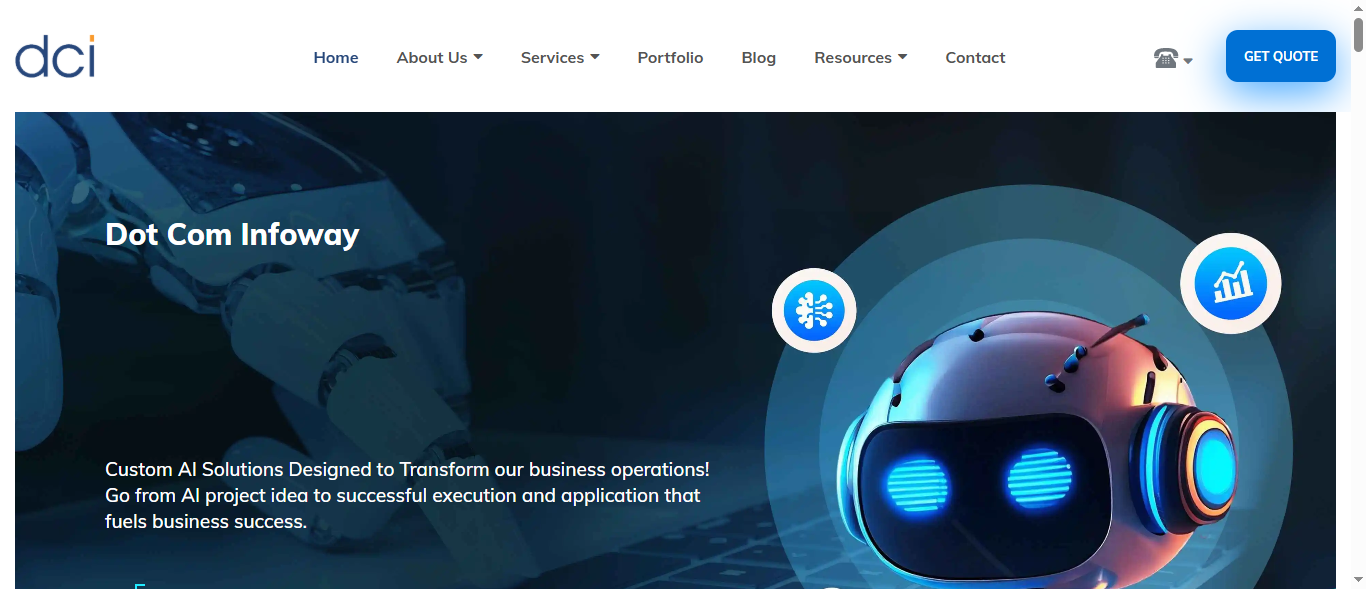 dci
Home
About Us
Services
Portfolio
Blog
Resources
Contact
GET QUOTE
Dot Com Infoway
Custom AI Solutions Designed to Transform our business operations!
Go from AI project idea to successful execution and application that
fuels business success.